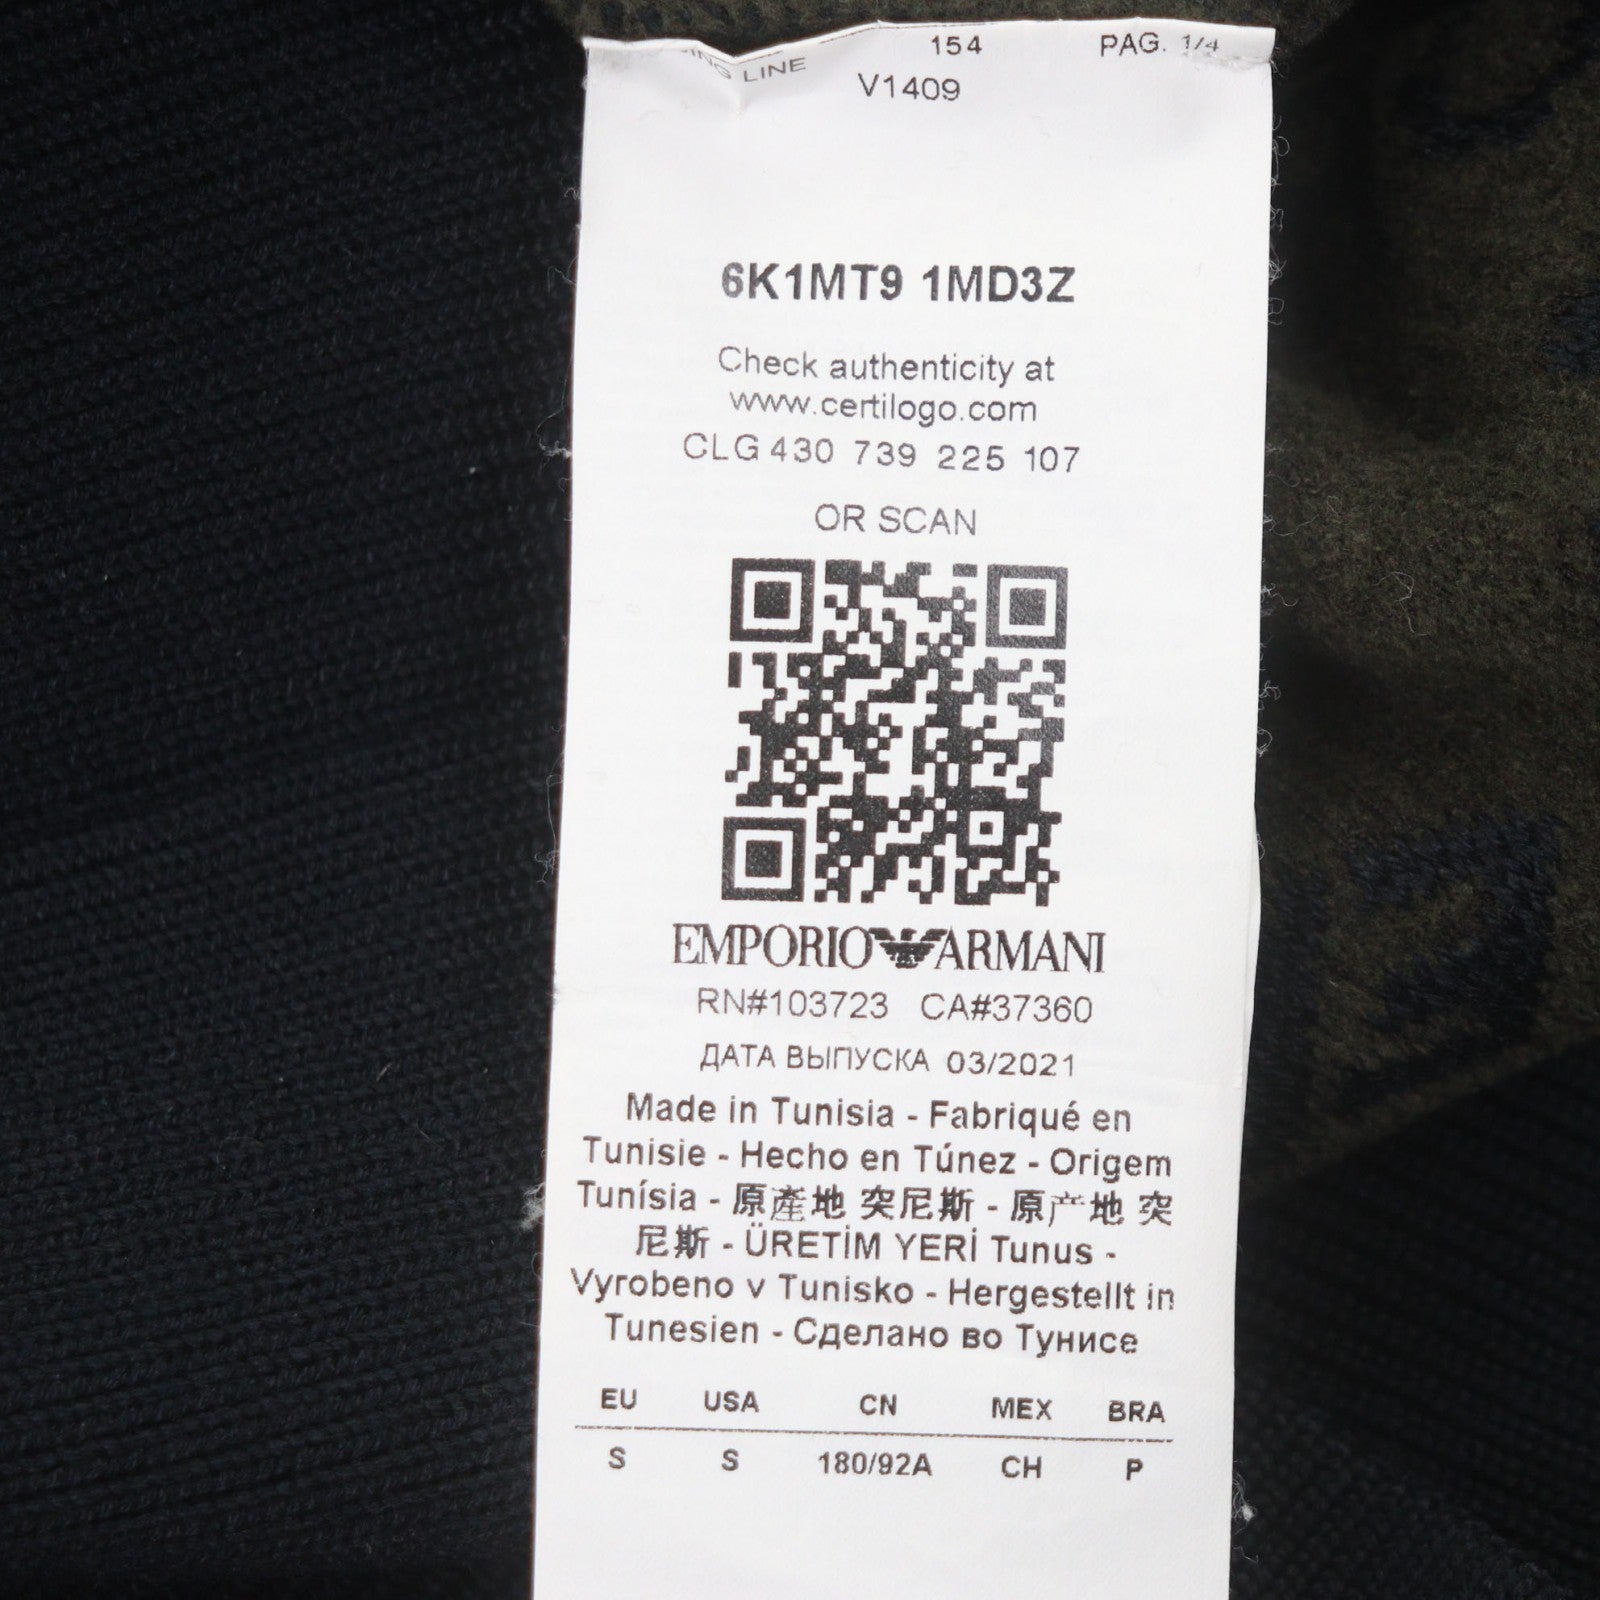 LINE 154 PAG. 1/4
V1409
6K1MT9 1MD3Z
Check authenticity at
www.certilogo.com
CLG 430 739 225 107
OR SCAN
EMPORIO ARMANI
RN#103723 CA#37360
ДАТА ВЫПУСКА 03/2021
Made in Tunisia - Fabriqué en
Tunisie - Hecho en Túnez - Origem
Tunísia - 原產地 突尼斯 - 原产地 突
尼斯 - ÜRETİM YERİ Tunus -
Vyrobeno v Tunisko - Hergestellt in
Tunesien - Сделано во Тунисе
EU USA CN MEX BRA
S S 180/92A CH P